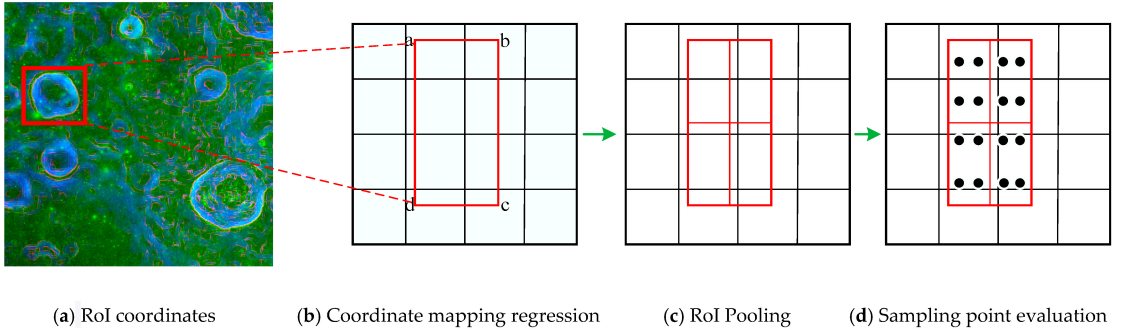 a b
d c
(a) RoI coordinates (b) Coordinate mapping regression (c) RoI Pooling (d) Sampling point evaluation